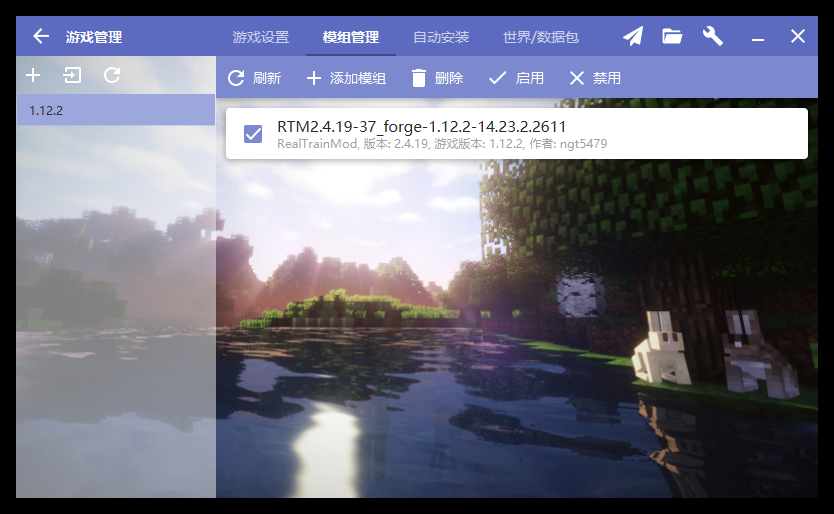 游戏管理 游戏设置 模组管理 自动安装 世界/数据包
刷新 添加模组 删除 启用 禁用
1.12.2
RTM2.4.19-37_forge-1.12.2-14.23.2.2611
RealTrainMod, 版本: 2.4.19, 游戏版本: 1.12.2, 作者: ngt5479